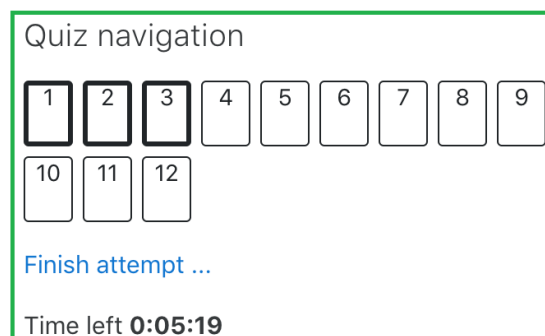 Quiz navigation
1 2 3 4 5 6 7 8 9
10 11 12
Finish attempt ...
Time left 0:05:19